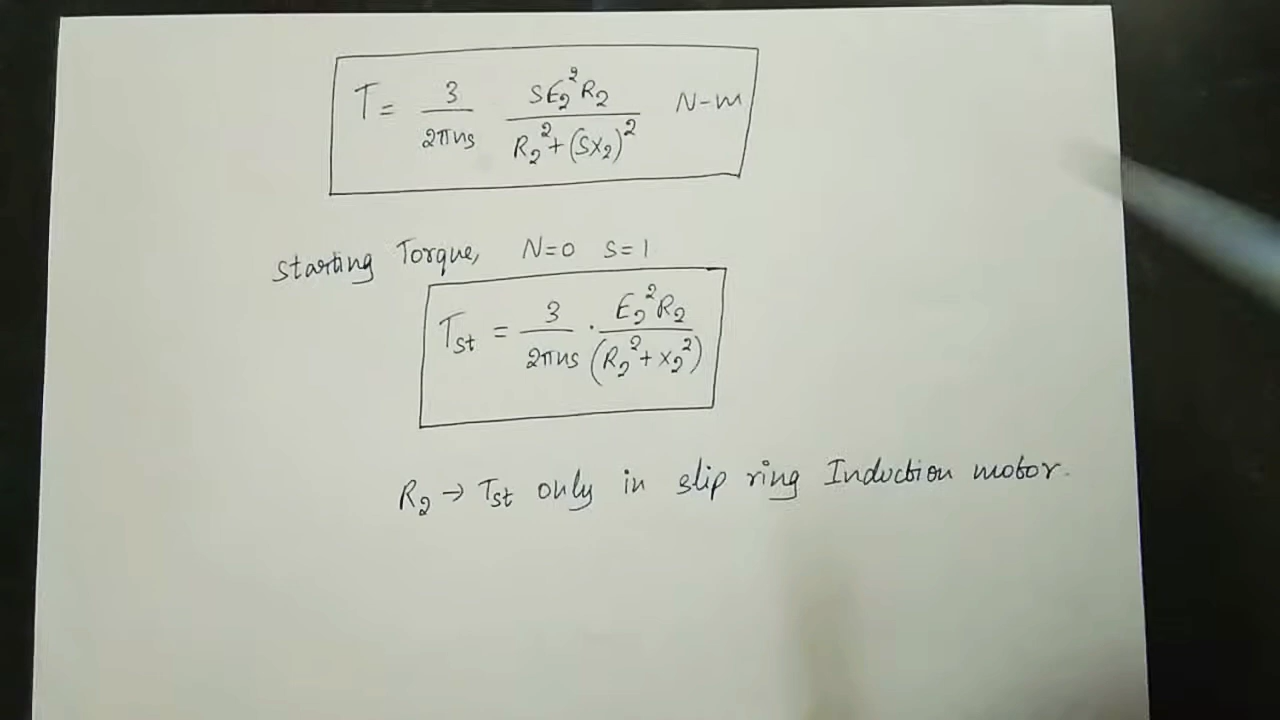 T = 3/2πns SE₂²R₂/R₂²+(SX₂)² N-m
Starting Torque, N=0 S=1
Tst = 3/2πns · E₂²R₂/(R₂²+X₂²)
R₂ → Tst only in slip ring Induction motor.